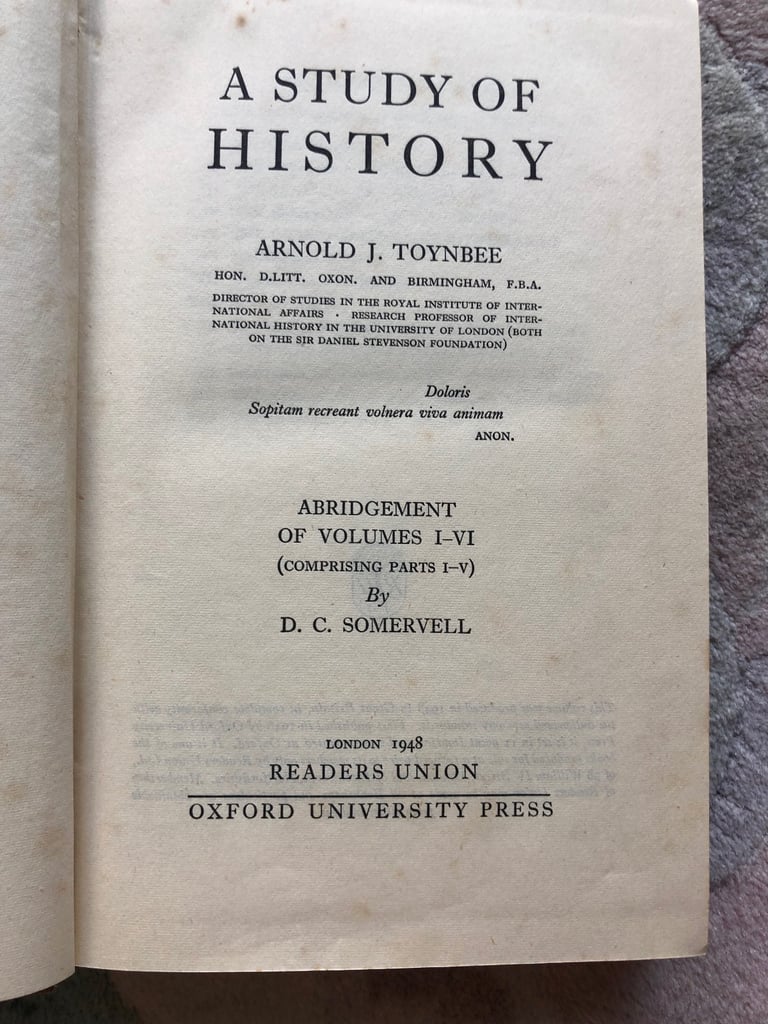 A STUDY OF
HISTORY
ARNOLD J. TOYNBEE
HON. D.LITT. OXON. AND BIRMINGHAM, F.B.A.
DIRECTOR OF STUDIES IN THE ROYAL INSTITUTE OF INTER-
NATIONAL AFFAIRS · RESEARCH PROFESSOR OF INTER-
NATIONAL HISTORY IN THE UNIVERSITY OF LONDON (BOTH
ON THE SIR DANIEL STEVENSON FOUNDATION)
Doloris
Sopitam recreant volnera viva animam
ANON.
ABRIDGEMENT
OF VOLUMES I–VI
(COMPRISING PARTS I–V)
By
D. C. SOMERVELL
LONDON 1948
READERS UNION
OXFORD UNIVERSITY PRESS